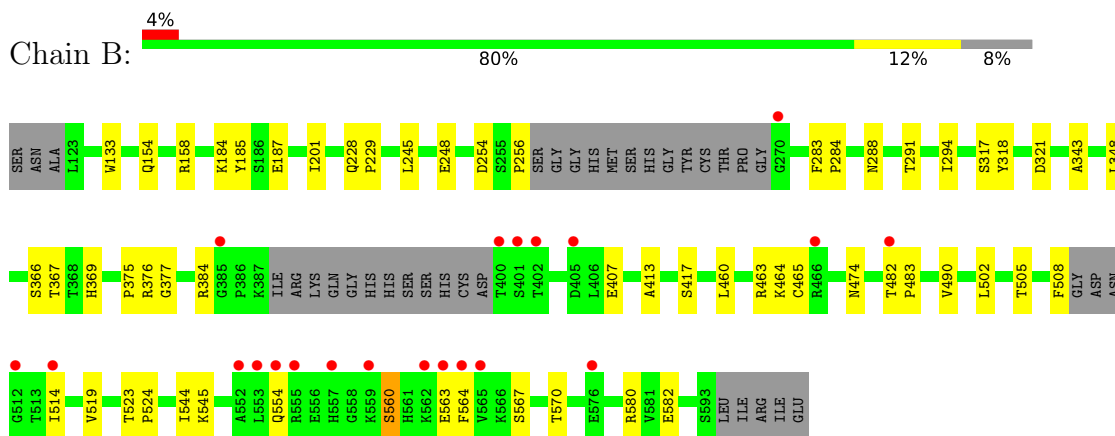 4%
Chain B:
80% 12% 8%
SER ASN ALA L123 W133 Q154 R158 K184 Y185 S186 E187 I201 Q228 P229 L245 E248 D254 S255 P256 SER GLY GLY HIS MET SER HIS GLY TYR CYS THR PRO GLY G270 F283 P284 N288 T291 I294 S317 Y318 D321 A343 L348
S366 T367 T368 H369 P375 R376 G377 R384 G385 P386 K387 ILE ARG LYS GLN GLY HIS HIS SER SER HIS CYS ASP T400 S401 T402 D405 L406 E407 A413 S417 L460 R463 K464 C465 R466 N474 T482 P483 V490 L502 T505 F508 GLY ASP ASN
G512 T513 I514 V519 T523 P524 I544 K545 A552 L553 Q554 R555 E556 H557 G558 K559 S560 H561 K562 E563 F564 V565 K566 S567 T570 E576 R580 V581 E582 S593 LEU ILE ARG ILE GLU